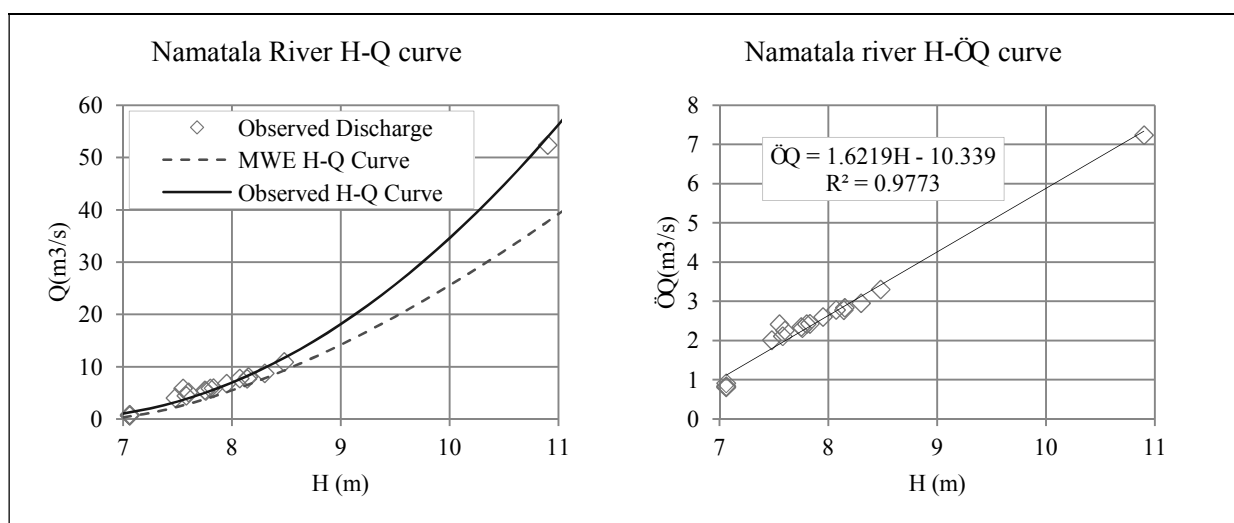 Namatala River H-Q curve
60
50
40
30
20
10
0
Q(m3/s)
Observed Discharge
MWE H-Q Curve
Observed H-Q Curve
7 8 9 10 11
H (m)
Namatala river H-ÖQ curve
8
7
6
5
4
3
2
1
0
ÖQ(m3/s)
ÖQ = 1.6219H - 10.339
R² = 0.9773
7 8 9 10 11
H (m)